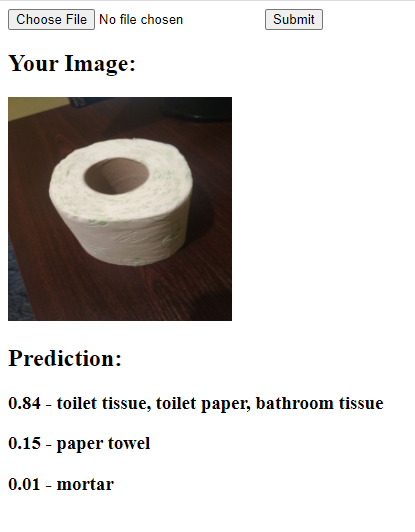 Choose File No file chosen Submit
Your Image:
Prediction:
0.84 - toilet tissue, toilet paper, bathroom tissue
0.15 - paper towel
0.01 - mortar